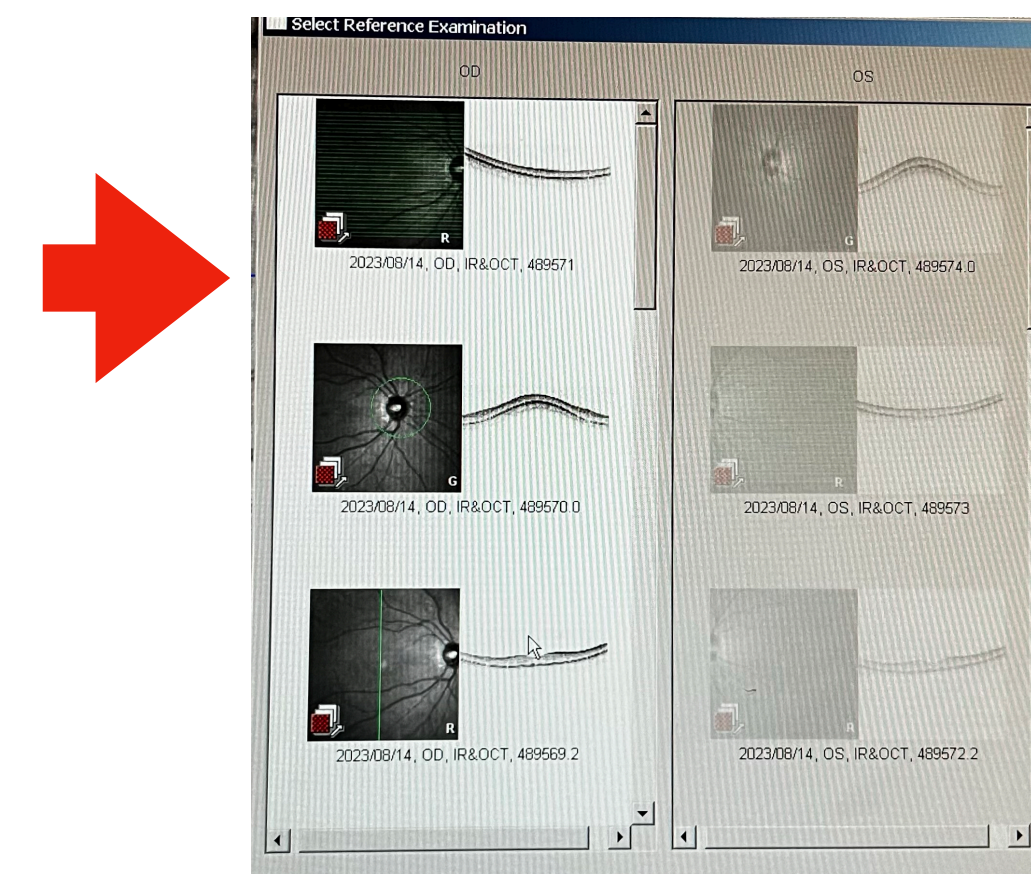 Select Reference Examination
OD
R
2023/08/14, OD, IR&OCT, 489571
G
2023/08/14, OD, IR&OCT, 489570.0
R
2023/08/14, OD, IR&OCT, 489569.2
OS
G
2023/08/14, OS, IR&OCT, 489574.0
R
2023/08/14, OS, IR&OCT, 489573
R
2023/08/14, OS, IR&OCT, 489572.2